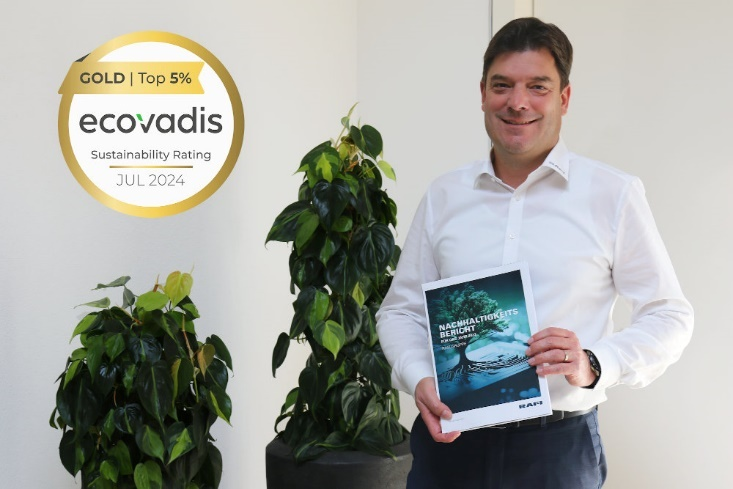 GOLD | Top 5%
ecovadis
Sustainability Rating
JUL 2024
NACHHALTIGKEITS
BERICHT
RAFI